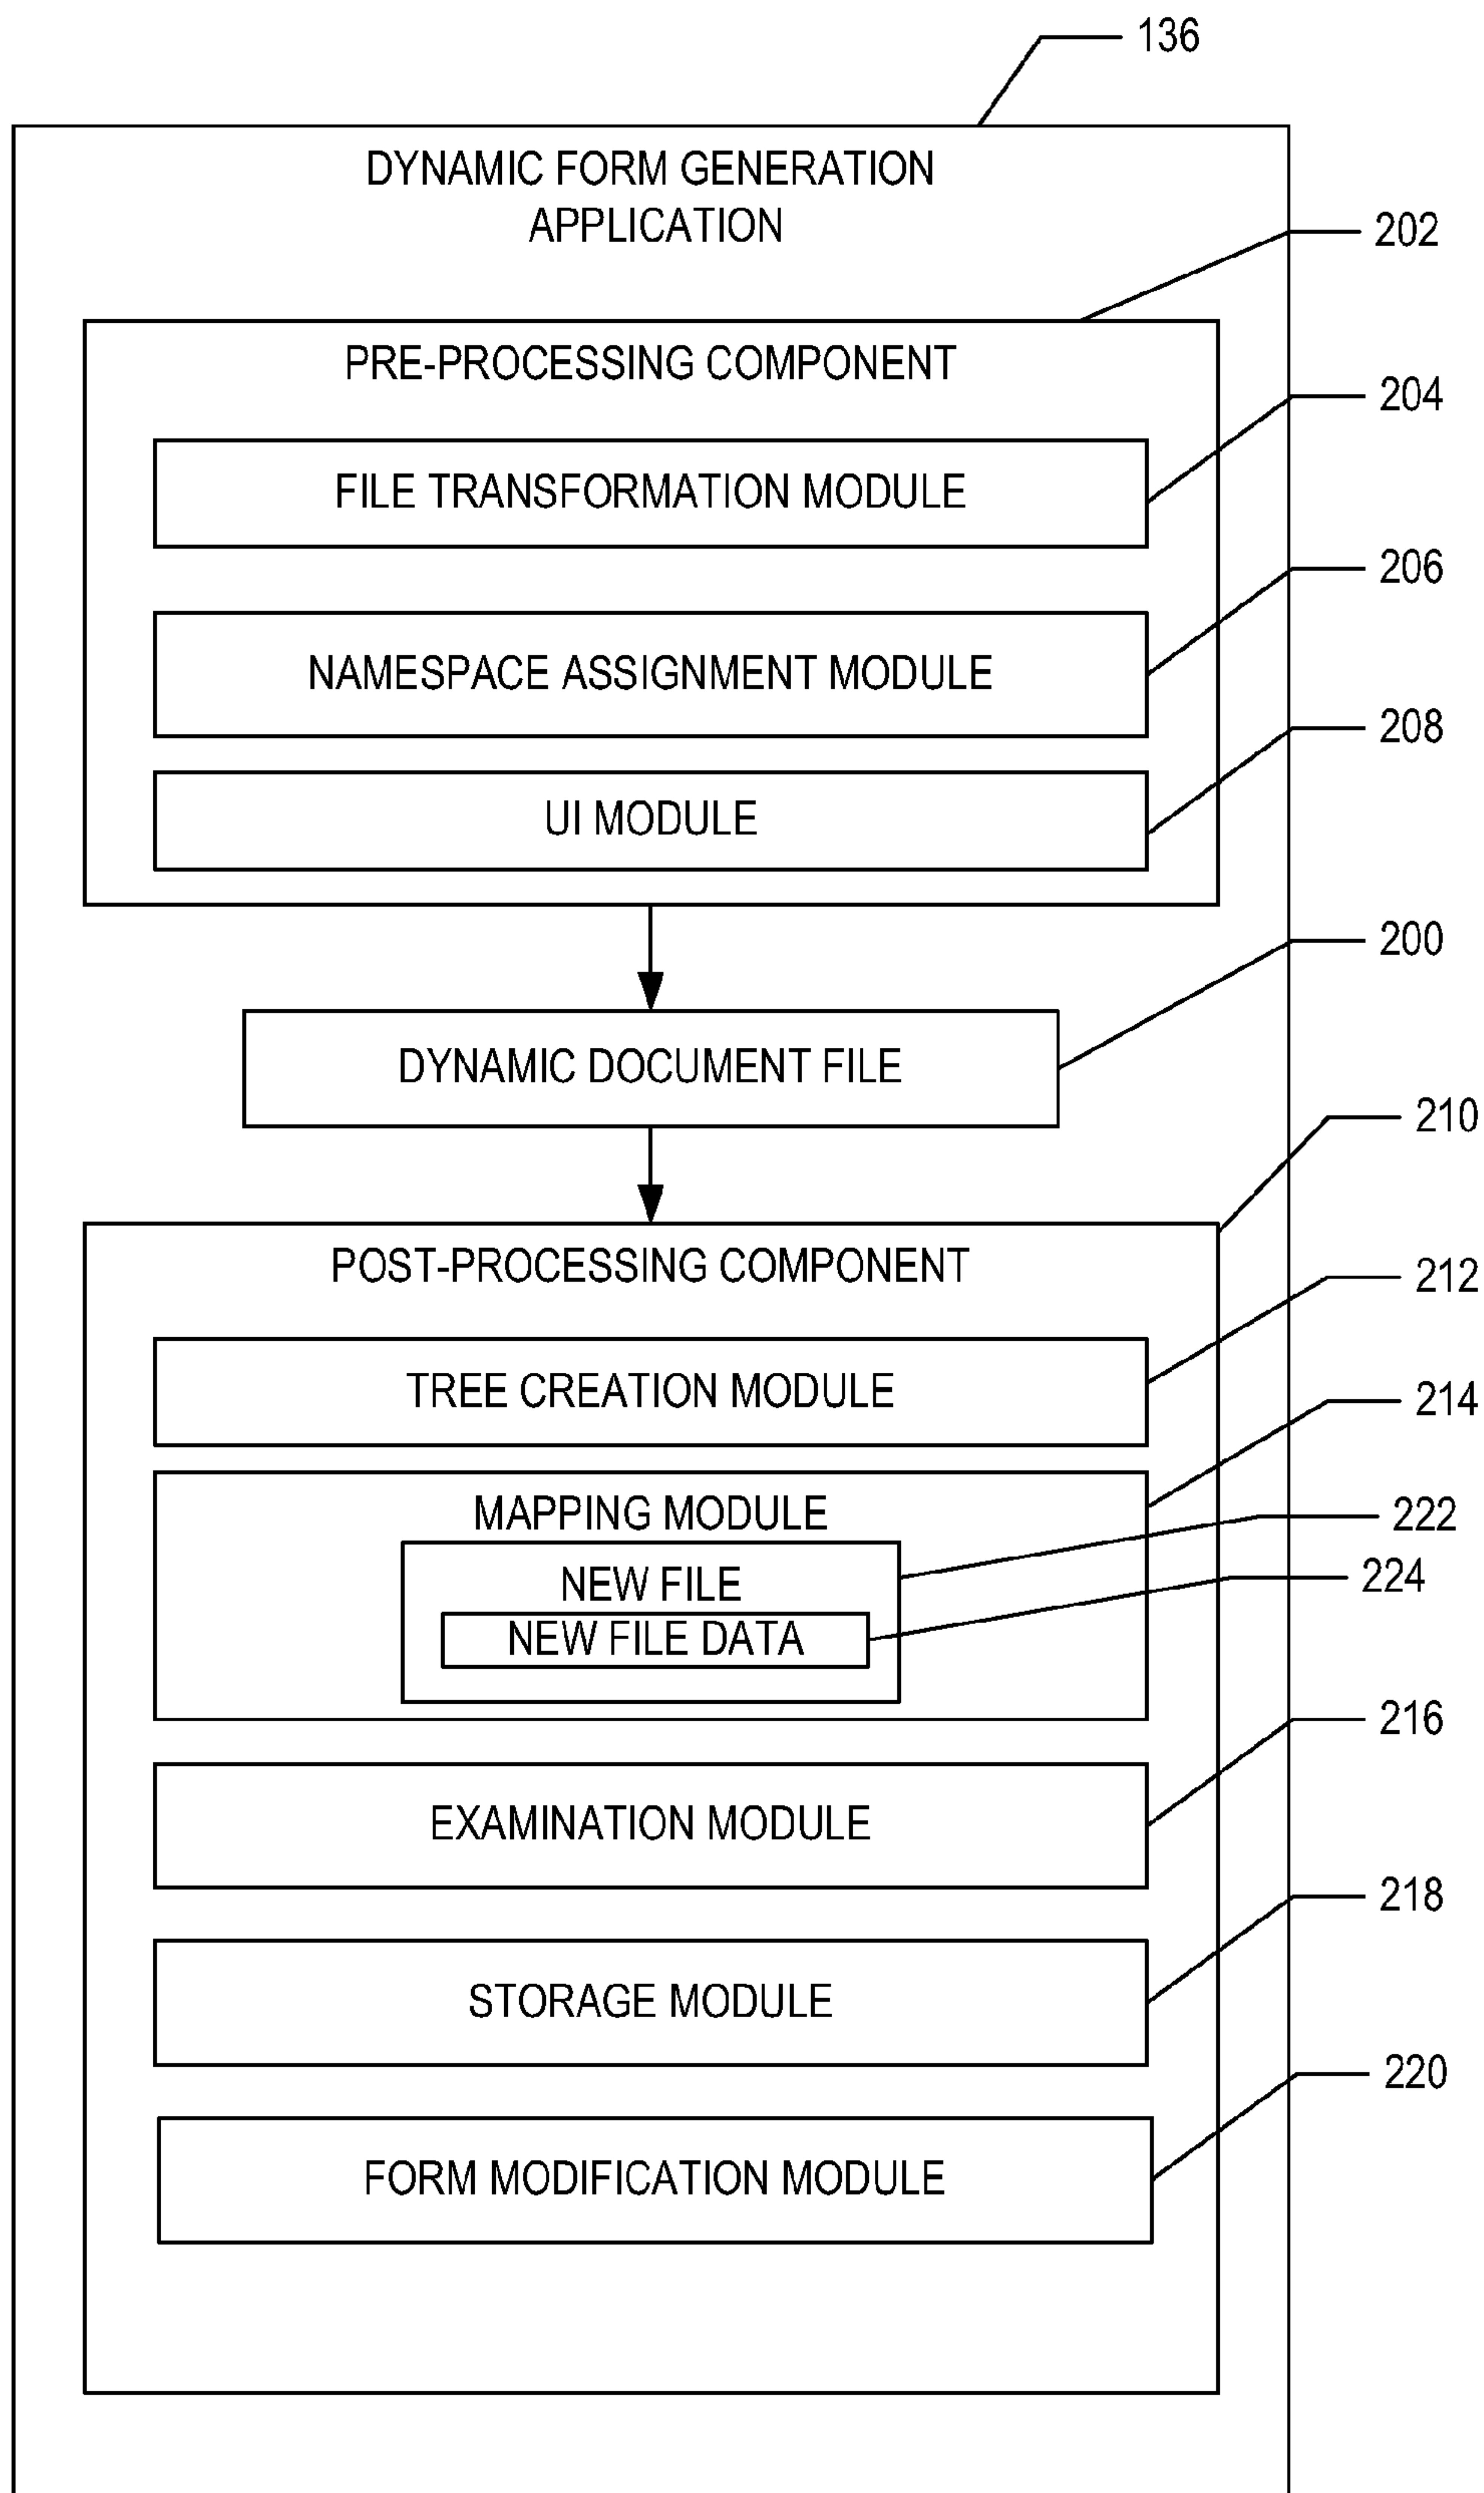 136
DYNAMIC FORM GENERATION
APPLICATION
202
PRE-PROCESSING COMPONENT
204
FILE TRANSFORMATION MODULE
206
NAMESPACE ASSIGNMENT MODULE
208
UI MODULE
200
DYNAMIC DOCUMENT FILE
210
POST-PROCESSING COMPONENT
212
TREE CREATION MODULE
214
MAPPING MODULE
222
NEW FILE
224
NEW FILE DATA
216
EXAMINATION MODULE
218
STORAGE MODULE
220
FORM MODIFICATION MODULE